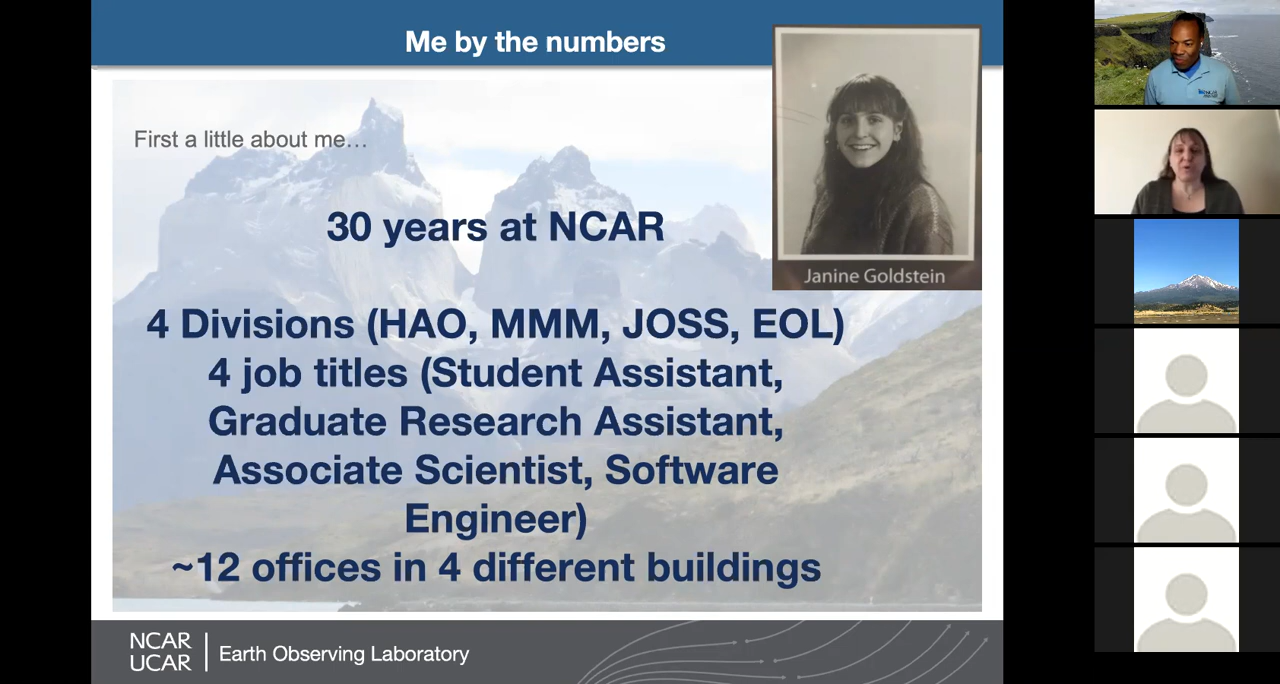 Me by the numbers
First a little about me…
30 years at NCAR
Janine Goldstein
4 Divisions (HAO, MMM, JOSS, EOL)
4 job titles (Student Assistant,
Graduate Research Assistant,
Associate Scientist, Software
Engineer)
~12 offices in 4 different buildings
NCAR
UCAR
Earth Observing Laboratory
NCAR